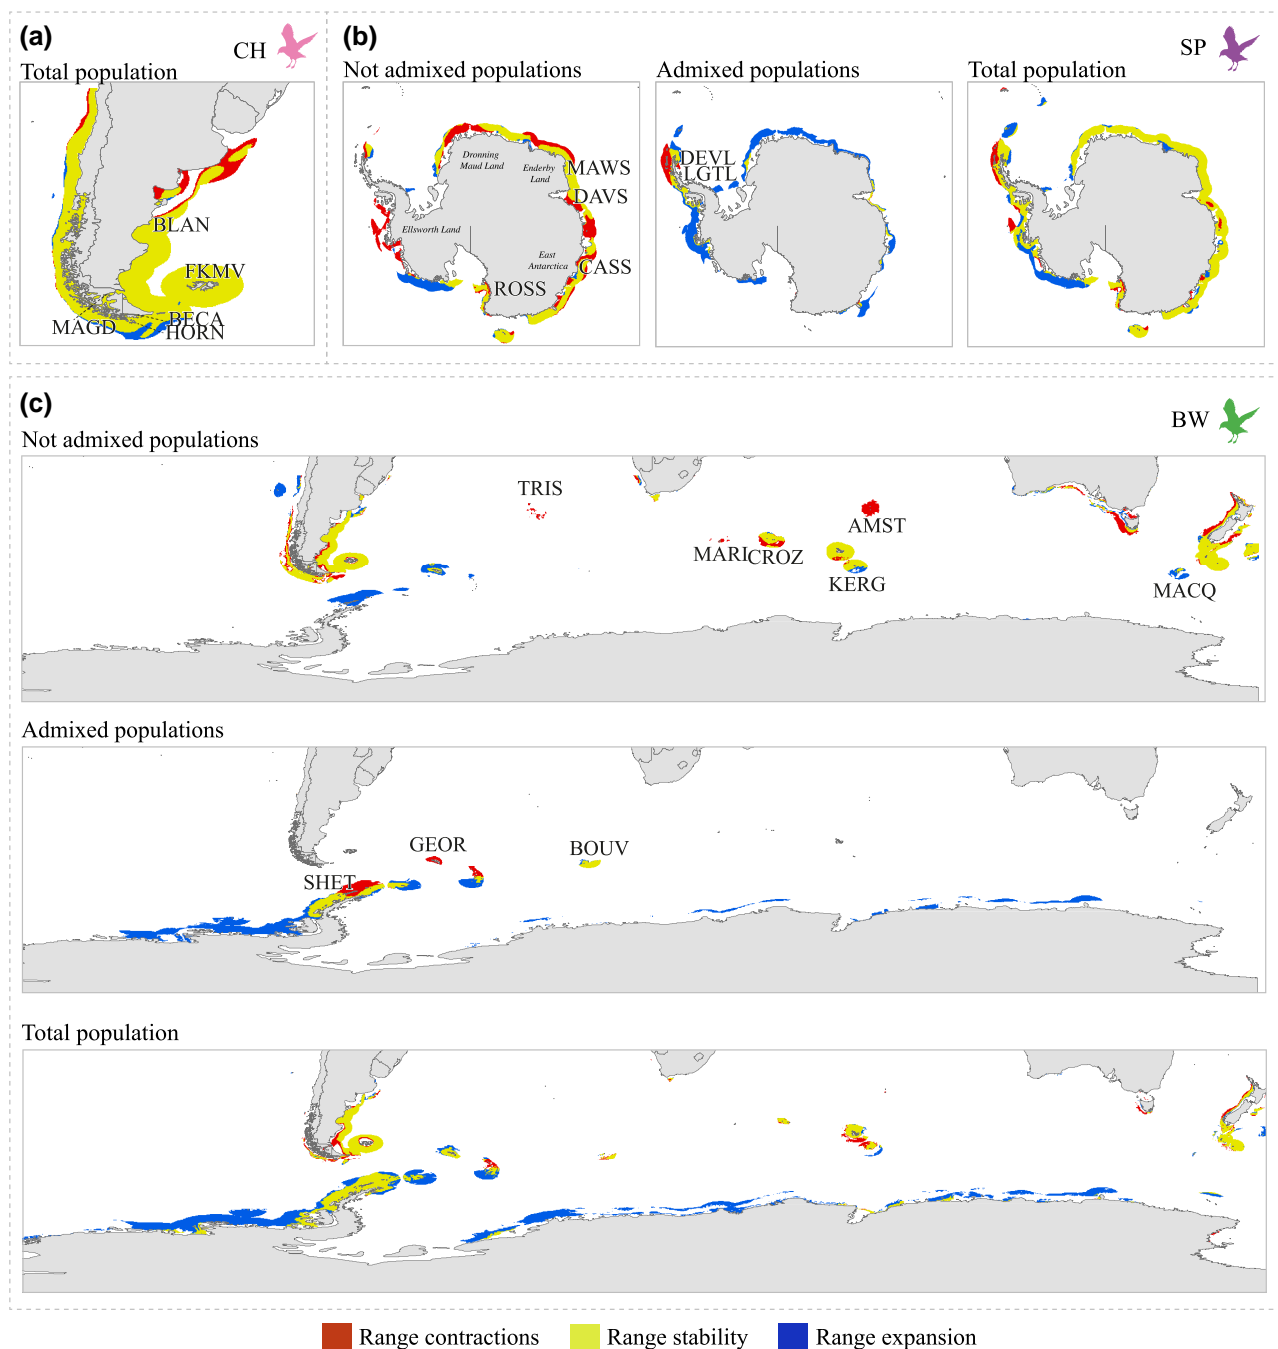 (a)
CH
Total population
BLAN
FKMV
MAGD
BECA
HORN
(b)
SP
Not admixed populations
Dronning
Maud Land
Enderby
Land
MAWS
DAVS
Ellsworth Land
East
Antarctica
CASS
ROSS
Admixed populations
DEVL
LGTL
Total population
(c)
BW
Not admixed populations
TRIS
AMST
MARI
CROZ
KERG
MACQ
Admixed populations
GEOR
BOUV
SHET
Total population
Range contractions
Range stability
Range expansion